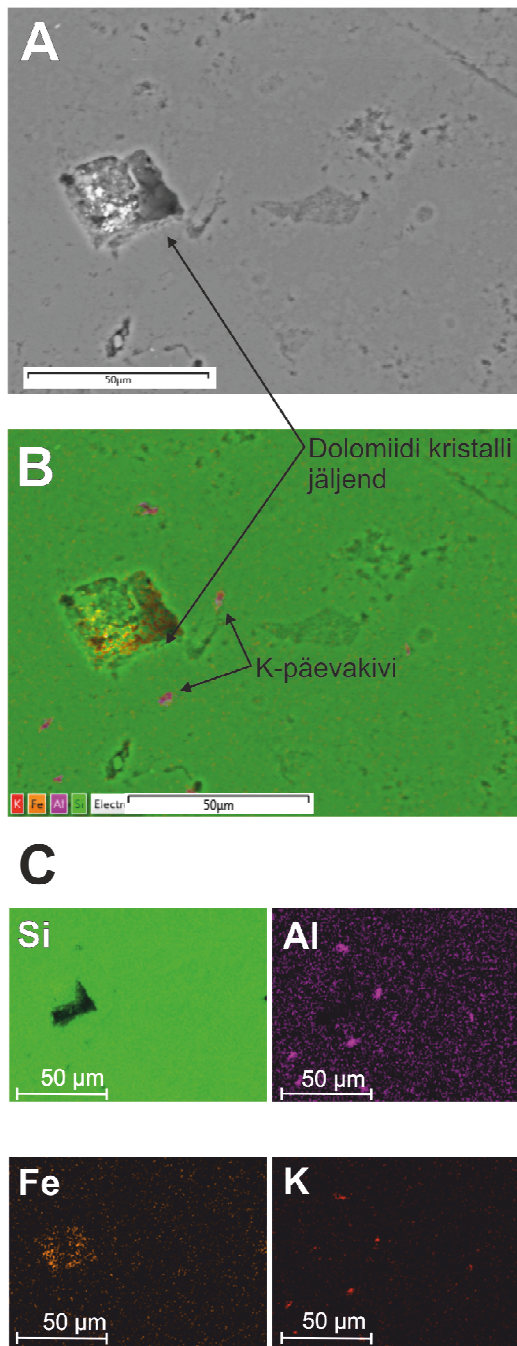 A
50µm
B
Dolomiidi kristalli
jäljend
K-päevakivi
K Fe Al Si Electr 50µm
C
Si Al
50 µm 50 µm
Fe K
50 µm 50 µm